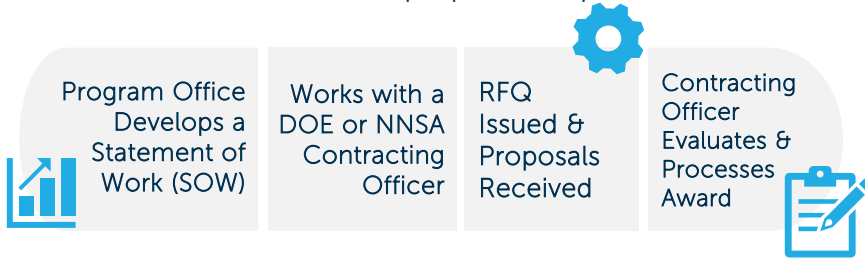 Program Office
Develops a
Statement of
Work (SOW)
Works with a
DOE or NNSA
Contracting
Officer
RFQ
Issued &
Proposals
Received
Contracting
Officer
Evaluates &
Processes
Award